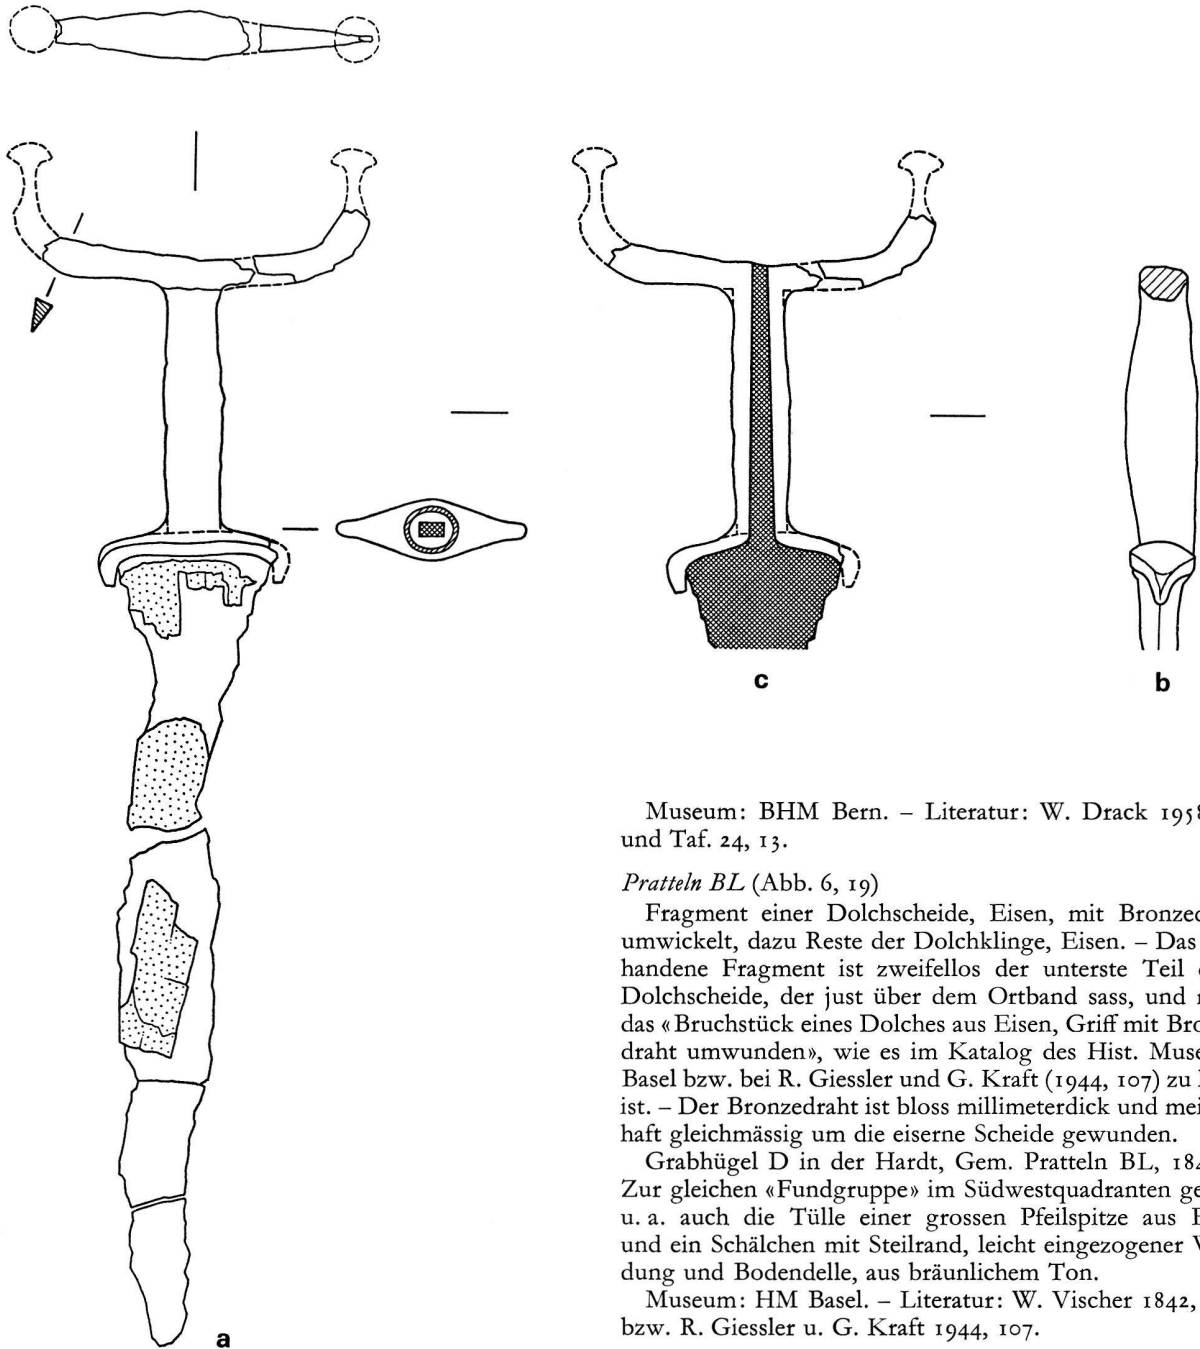 c
b
a
Museum: BHM Bern. – Literatur: W. Drack 1958
und Taf. 24, 13.
Pratteln BL (Abb. 6, 19)
Fragment einer Dolchscheide, Eisen, mit Bronzed
umwickelt, dazu Reste der Dolchklinge, Eisen. – Das
handene Fragment ist zweifellos der unterste Teil
Dolchscheide, der just über dem Ortband sass, und
das «Bruchstück eines Dolches aus Eisen, Griff mit Bro
draht umwunden», wie es im Katalog des Hist. Muse
Basel bzw. bei R. Giessler und G. Kraft (1944, 107) zu
ist. – Der Bronzedraht ist bloss millimeterdick und mei
haft gleichmässig um die eiserne Scheide gewunden.
Grabhügel D in der Hardt, Gem. Pratteln BL, 184
Zur gleichen «Fundgruppe» im Südwestquadranten ge
u. a. auch die Tülle einer grossen Pfeilspitze aus
und ein Schälchen mit Steilrand, leicht eingezogener
dung und Bodendelle, aus bräunlichem Ton.
Museum: HM Basel. – Literatur: W. Vischer 1842,
bzw. R. Giessler u. G. Kraft 1944, 107.